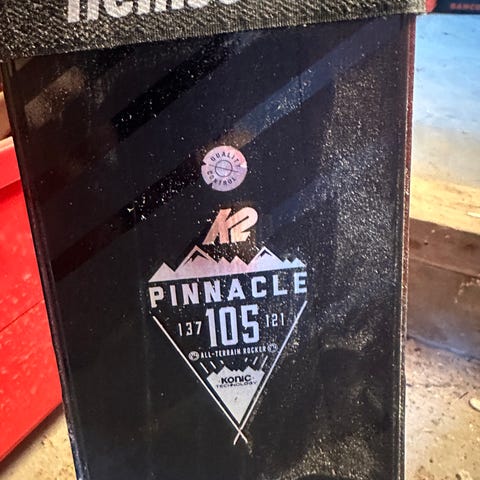 QUALITY
CONTROL
K2
PINNACLE
137 105 121
ALL-TERRAIN ROCKER
KONIC
TECHNOLOGY